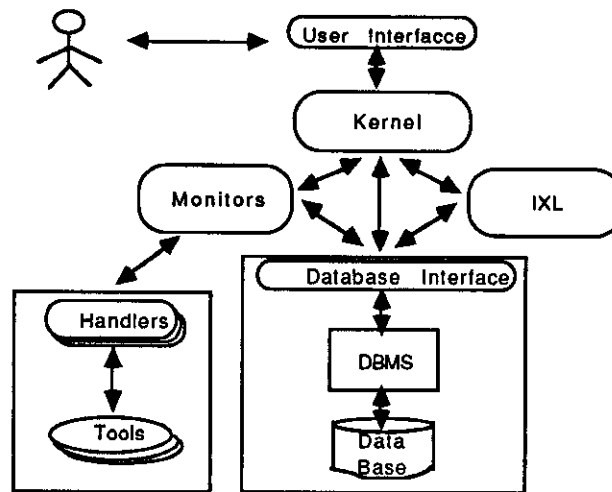 User Interfacce
Kernel
Monitors
IXL
Database Interface
Handlers
DBMS
Tools
Data
Base